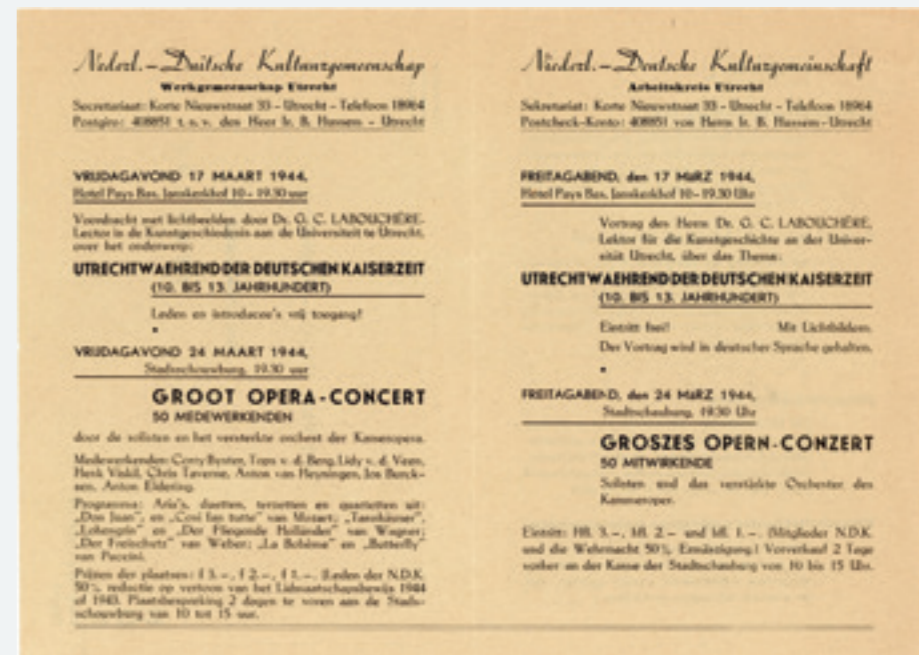 Nederl.–Duitsche Kultuurgemeenschap
Werkgemeenschap Utrecht
Secretariaat: Korte Nieuwstraat 33 – Utrecht – Telefoon 18964
Postgiro: 408851 t. n. v. den Heer Ir. B. – Utrecht
VRIJDAGAVOND 17 MAART 1944,
Hotel Pays Bas, Janskerkhof 10 – 19.30 uur
Voordracht met lichtbeelden door Dr. G. C. LABOUCHÈRE,
Lector in de Kunstgeschiedenis aan de Universiteit te Utrecht,
over het onderwerp:
UTRECHT WAEHREND DER DEUTSCHEN KAISERZEIT
(10. BIS 13. JAHRHUNDERT)
Leden en introducee's vrij toegang!
VRIJDAGAVOND 24 MAART 1944,
Stadsschouwburg, 19.30 uur
GROOT OPERA-CONCERT
50 MEDEWERKENDEN
door de solisten en het versterkte orchest der Kameropera.
Medewerkenden: Corry v. d. Berg, Lidy v. d. Veen,
Henk Chris Taverne, Anton van Heyningen, Jos Borck-
sen, Anton Eldering.
Programma: Aria's, duetten, terzetten en quartetten uit:
„Don Juan", en „Cosi fan tutte" van Mozart; „Tannhäuser",
„Lohengrin" en „Der Fliegende Holländer" van Wagner;
„Der Freischutz" van Weber; „La Bohème" en „Butterfly"
van Puccini.
Prijzen der plaatsen: f 3.–, f 2.–, f 1.–. (Leden der N.D.K.
50% reductie op vertoon van het Lidmaatschapsbewijs 1944
of 1943. Plaatsbespreking 2 dagen te voren aan de Stads-
schouwburg van 10 tot 15 uur.
Niederl.–Deutsche Kulturgemeinschaft
Arbeitskreis Utrecht
Sekretariat: Korte Nieuwstraat 33 – Utrecht – Telefoon 18964
Postcheck-Konto: 408851 von Herrn Ir. B. – Utrecht
FREITAGABEND, den 17 MäRZ 1944,
Hotel Pays Bas, Janskerkhof 10 – 19.30 Uhr
Vortrag des Herrn Dr. G. C. LABOUCHÈRE,
Lektor für die Kunstgeschichte an der Univer-
sität Utrecht, über das Thema:
UTRECHT WAEHREND DER DEUTSCHEN KAISERZEIT
(10. BIS 13. JAHRHUNDERT)
Eintritt frei! Mit Lichtbildern.
Der Vortrag wird in deutscher Sprache gehalten.
FREITAGABEND, den 24 MäRZ 1944,
Stadtschauburg, 19.30 Uhr
GROSZES OPERN-CONZERT
50 MITWIRKENDE
Solisten und das verstärkte Orchester des
Kammeroper.
Eintritt: Hfl. 3.–, hfl. 2.– und hfl. 1.–. (Mitglieder N.D.K.
und die Wehrmacht 50% Ermäszigung.) Vorverkauf 2 Tage
vorher an der Kasse der Stadtschauburg von 10 bis 15 Uhr.